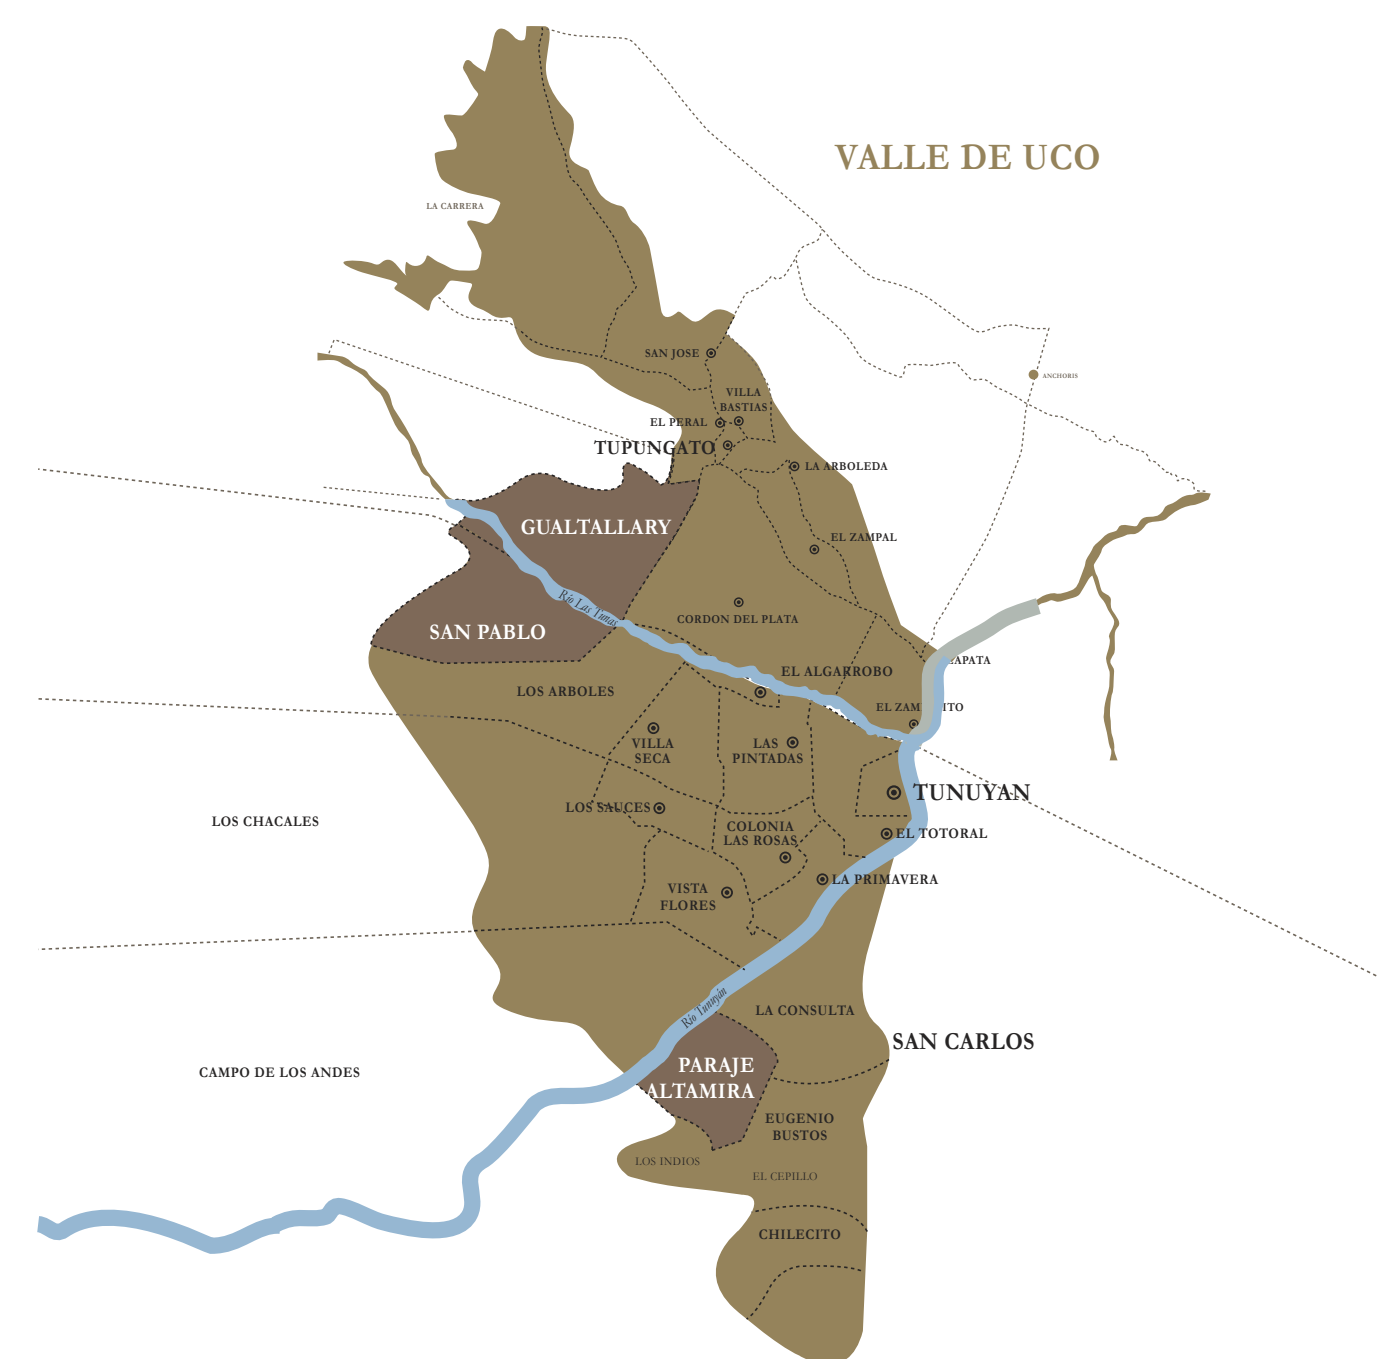 VALLE DE UCO
LA CARRERA
SAN JOSE
ANCHORIS
VILLA
BASTIAS
EL PERAL
TUPUNGATO
LA ARBOLEDA
GUALTALLARY
EL ZAMPAL
Río Las Tunas
CORDON DEL PLATA
SAN PABLO
APATA
EL ALGARROBO
LOS ARBOLES
EL ZAM ITO
VILLA
SECA
LAS
PINTADAS
TUNUYAN
LOS SAUCES
LOS CHACALES
COLONIA
LAS ROSAS
EL TOTORAL
LA PRIMAVERA
VISTA
FLORES
Río Tunuyán
LA CONSULTA
SAN CARLOS
PARAJE
ALTAMIRA
CAMPO DE LOS ANDES
EUGENIO
BUSTOS
LOS INDIOS
EL CEPILLO
CHILECITO